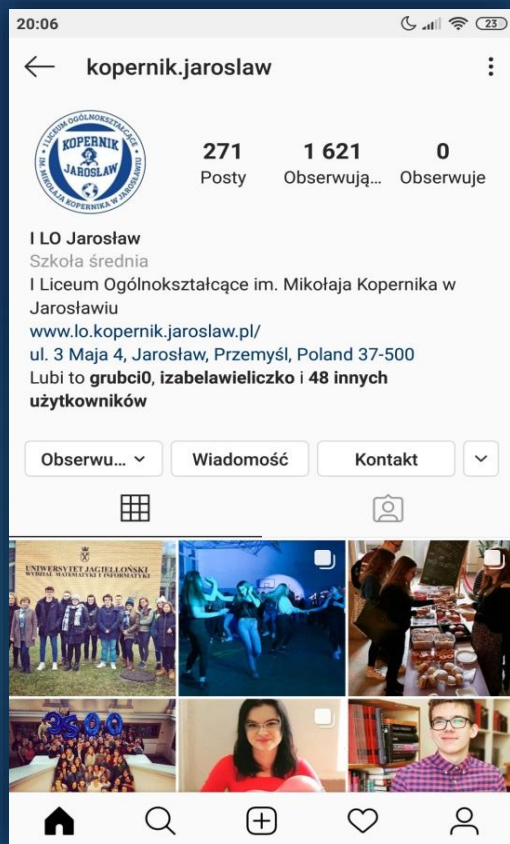 20:06
23
kopernik.jaroslaw
I LICEUM OGÓLNOKSZTAŁCĄCE
KOPERNIK
JAROSŁAW
IM. MIKOŁAJA KOPERNIKA W JAROSŁAWIU
271
1 621
0
Posty
Obserwują...
Obserwuje
I LO Jarosław
Szkoła średnia
I Liceum Ogólnokształcące im. Mikołaja Kopernika w
Jarosławiu
www.lo.kopernik.jaroslaw.pl/
ul. 3 Maja 4, Jarosław, Przemyśl, Poland 37-500
Lubi to grubci0, izabelawieliczko i 48 innych
użytkowników
Obserwu...
Wiadomość
Kontakt
UNIWERSYTET JAGIELLOŃSKI
WYDZIAŁ MATEMATYKI I INFORMATYKI